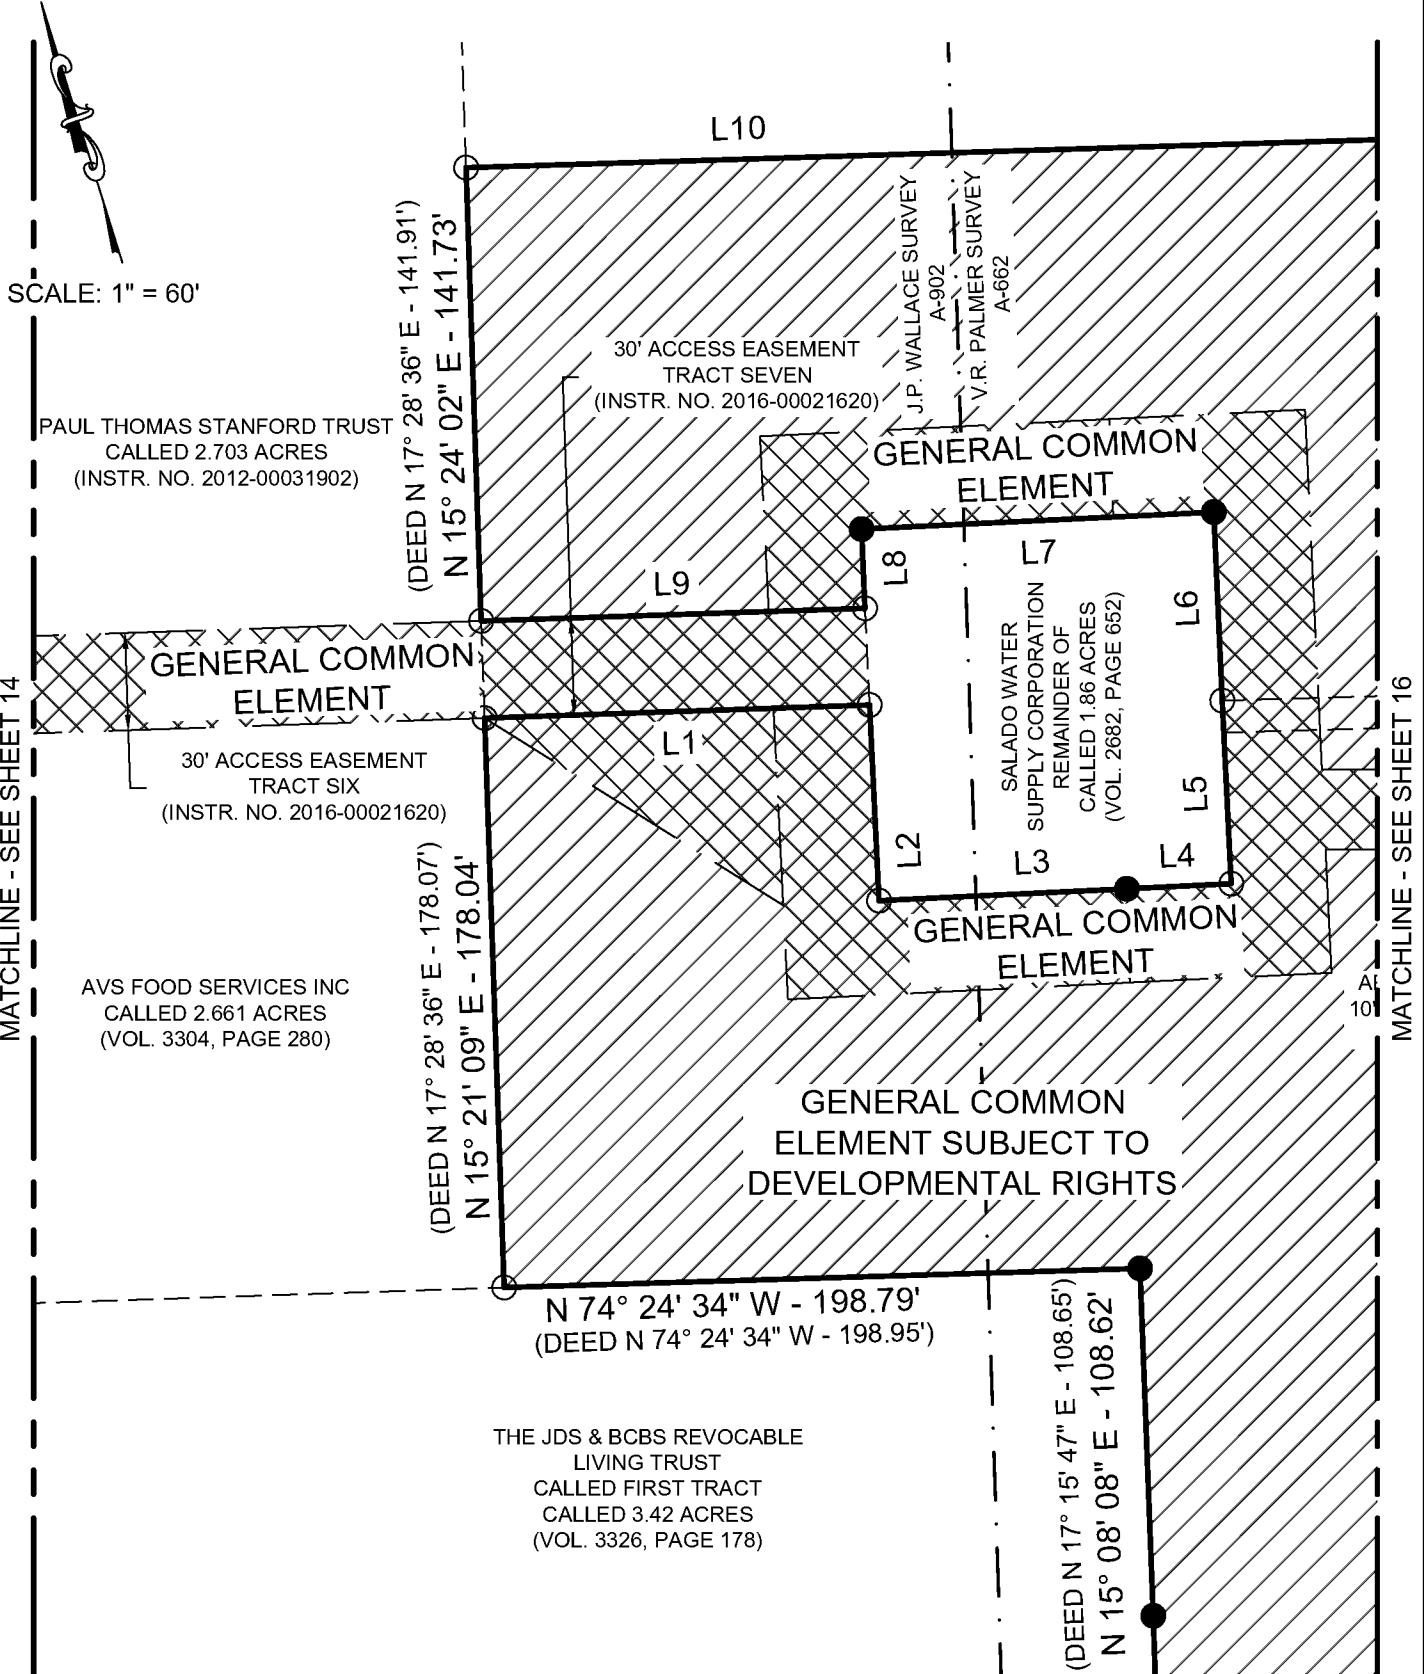 L10
SCALE: 1" = 60'
(DEED N 17° 28' 36" E - 141.91')
N 15° 24' 02" E - 141.73'
J.P. WALLACE SURVEY
A-902
V.R. PALMER SURVEY
A-662
30' ACCESS EASEMENT
TRACT SEVEN
(INSTR. NO. 2016-00021620)
PAUL THOMAS STANFORD TRUST
CALLED 2.703 ACRES
(INSTR. NO. 2012-00031902)
GENERAL COMMON
ELEMENT
L9
L8
L7
L6
GENERAL COMMON
ELEMENT
SALADO WATER
SUPPLY CORPORATION
REMAINDER OF
CALLED 1.86 ACRES
(VOL. 2682, PAGE 652)
MATCHLINE - SEE SHEET 14
MATCHLINE - SEE SHEET 16
L1
30' ACCESS EASEMENT
TRACT SIX
(INSTR. NO. 2016-00021620)
L2
L3
L4
L5
GENERAL COMMON
ELEMENT
(DEED N 17° 28' 36" E - 178.07')
N 15° 21' 09" E - 178.04'
AVS FOOD SERVICES INC
CALLED 2.661 ACRES
(VOL. 3304, PAGE 280)
GENERAL COMMON
ELEMENT SUBJECT TO
DEVELOPMENTAL RIGHTS
N 74° 24' 34" W - 198.79'
(DEED N 74° 24' 34" W - 198.95')
(DEED N 17° 15' 47" E - 108.65')
N 15° 08' 08" E - 108.62'
THE JDS & BCBS REVOCABLE
LIVING TRUST
CALLED FIRST TRACT
CALLED 3.42 ACRES
(VOL. 3326, PAGE 178)